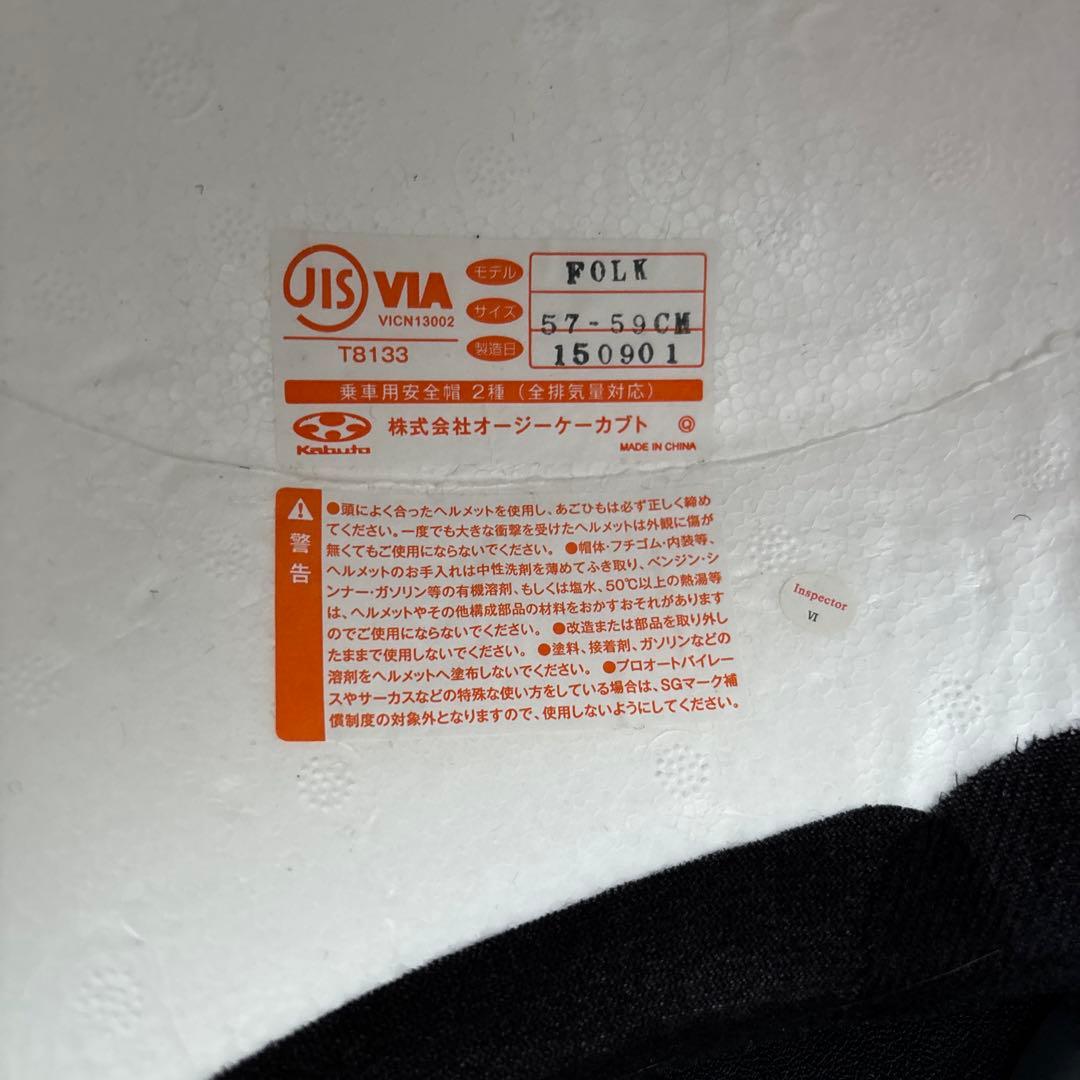 JIS VIA モデル FOLK
VICN13002 サイズ 57-59CM
T8133 製造日 150901
乗車用安全帽 2種（全排気量対応）
Kabuto 株式会社オージーケーカブト Q
MADE IN CHINA
警告
●頭によく合ったヘルメットを使用し、あごひもは必ず正しく締め
てください。一度でも大きな衝撃を受けたヘルメットは外観に傷が
無くてもご使用にならないでください。 ●帽体・フチゴム・内装等、
ヘルメットのお手入れは中性洗剤を薄めてふき取り、ベンジン・シ
ンナー・ガソリン等の有機溶剤、もしくは塩水、50℃以上の熱湯等
は、ヘルメットやその他構成部品の材料をおかすおそれがあります
のでご使用にならないでください。 ●改造または部品を取り外し
たままで使用しないでください。 ●塗料、接着剤、ガソリンなどの
溶剤をヘルメットへ塗布しないでください。 ●プロオートバイレー
スやサーカスなどの特殊な使い方をしている場合は、SGマーク補
償制度の対象外となりますので、使用しないようにしてください。
Inspector
VI